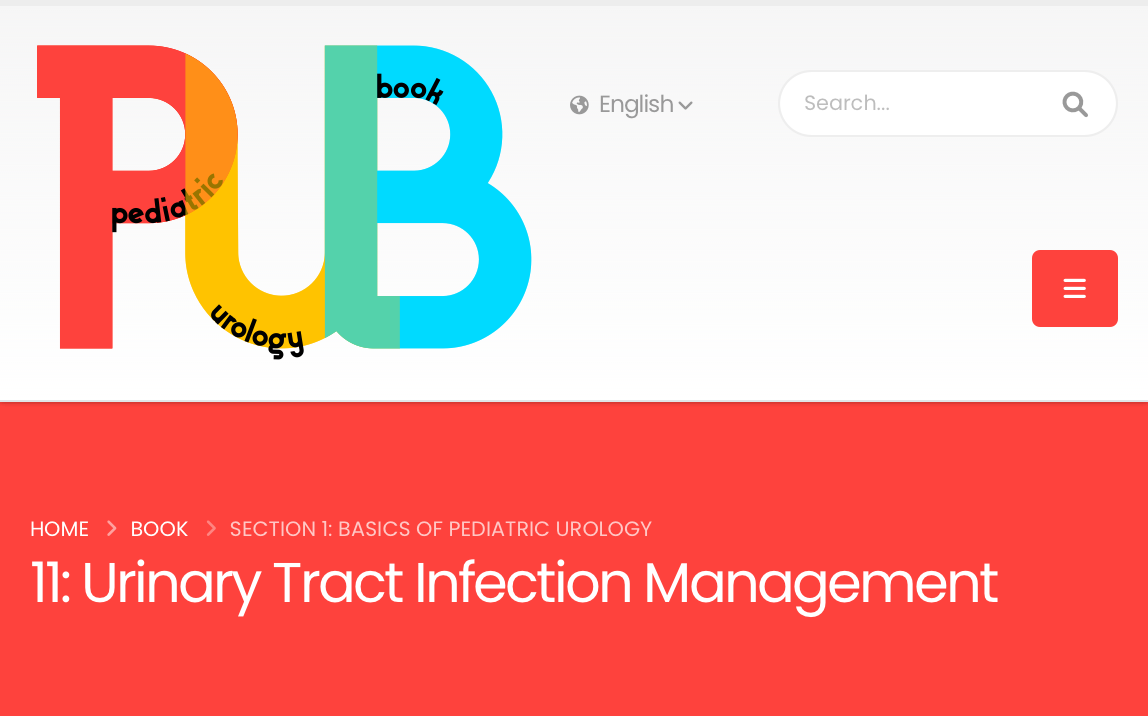 PUB
book
pediatric
urology
English
Search...
HOME BOOK SECTION 1: BASICS OF PEDIATRIC UROLOGY
11: Urinary Tract Infection Management